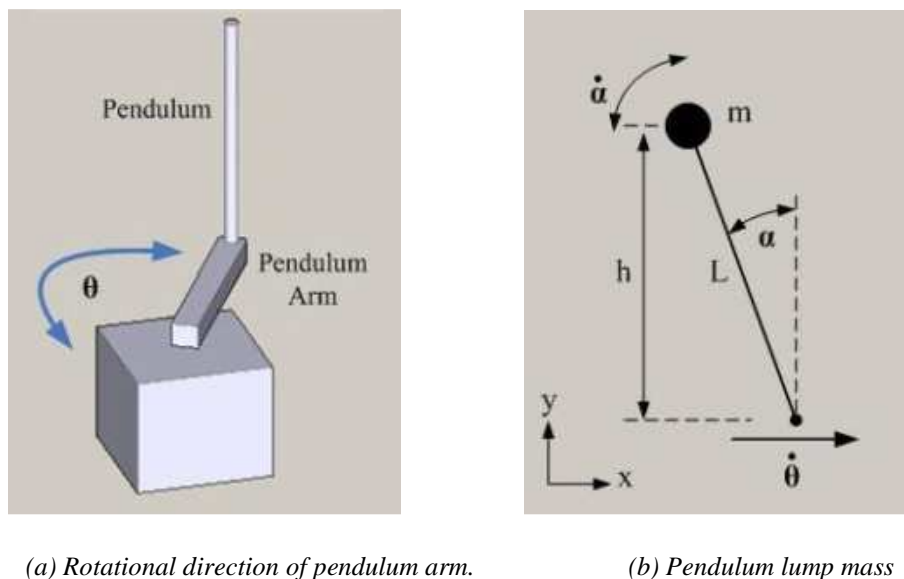 Pendulum
θ
Pendulum
Arm
α̇
m
α
h
L
y
x
θ̇
(a) Rotational direction of pendulum arm.
(b) Pendulum lump mass